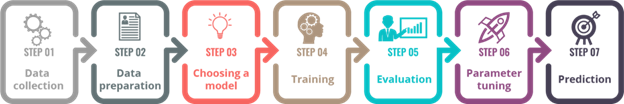 STEP 01
Data
collection
STEP 02
Data
preparation
STEP 03
Choosing a
model
STEP 04
Training
STEP 05
Evaluation
STEP 06
Parameter
tuning
STEP 07
Prediction